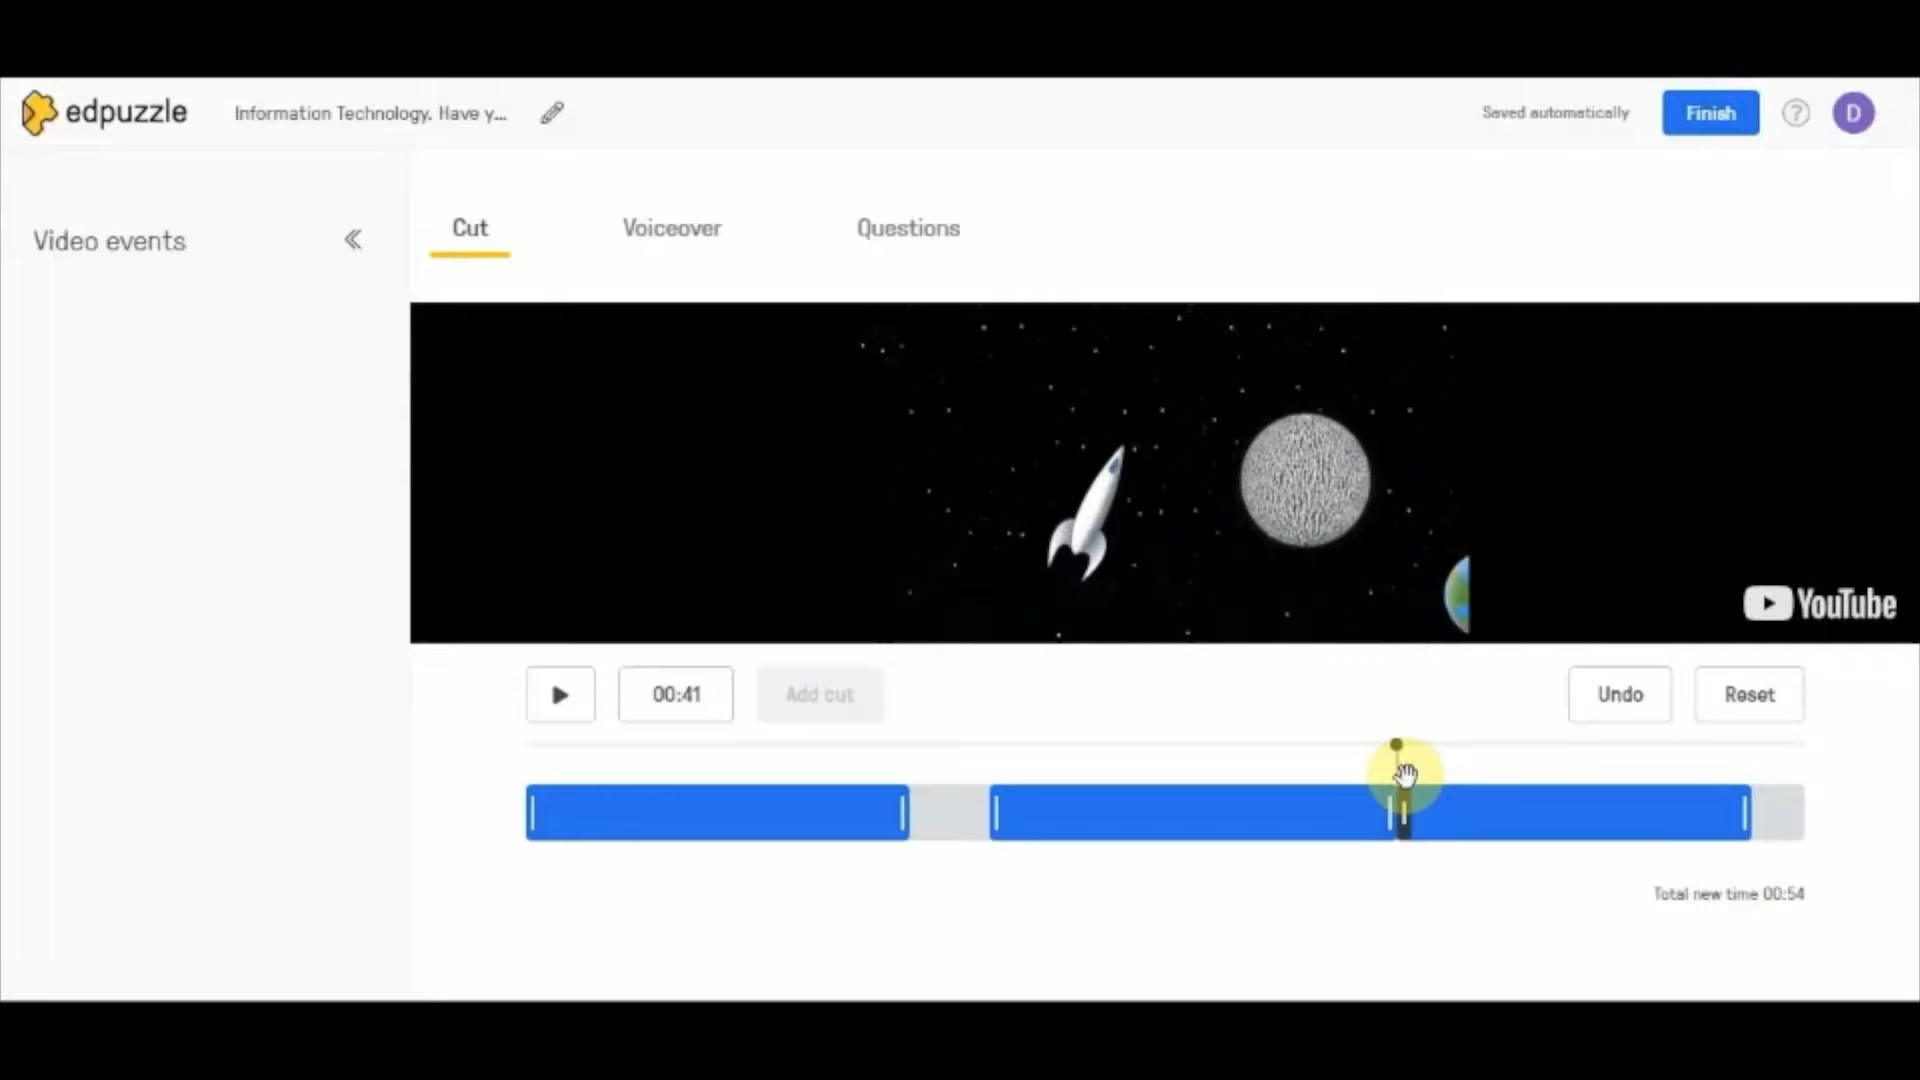 edpuzzle
Information Technology. Have y...
Saved automatically
Finish
?
D
Video events
Cut
Voiceover
Questions
YouTube
00:41
Add cut
Undo
Reset
Total new time 00:54